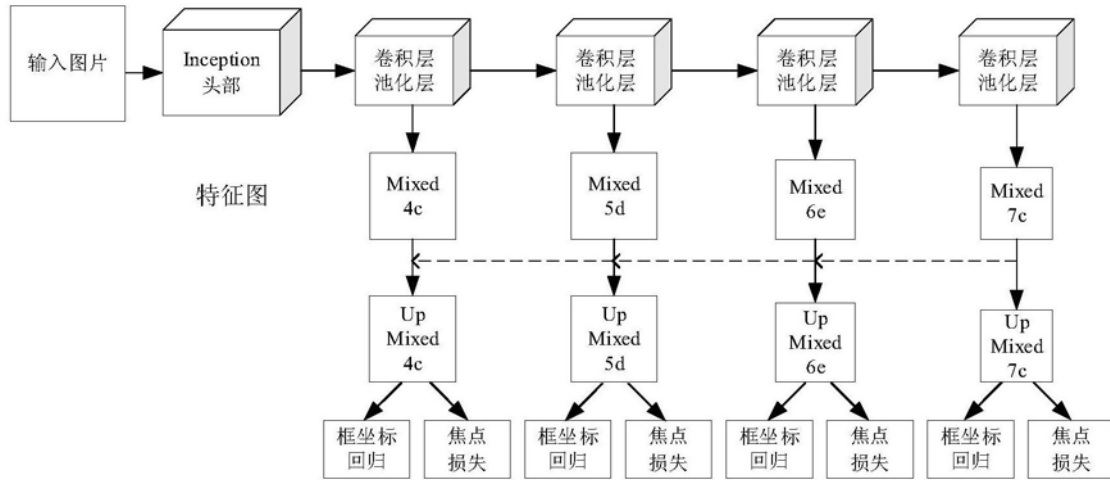 输入图片
Inception
头部
卷积层
池化层
卷积层
池化层
卷积层
池化层
卷积层
池化层
特征图
Mixed
4c
Mixed
5d
Mixed
6e
Mixed
7c
Up
Mixed
4c
Up
Mixed
5d
Up
Mixed
6e
Up
Mixed
7c
框坐标
回归
焦点
损失
框坐标
回归
焦点
损失
框坐标
回归
焦点
损失
框坐标
回归
焦点
损失